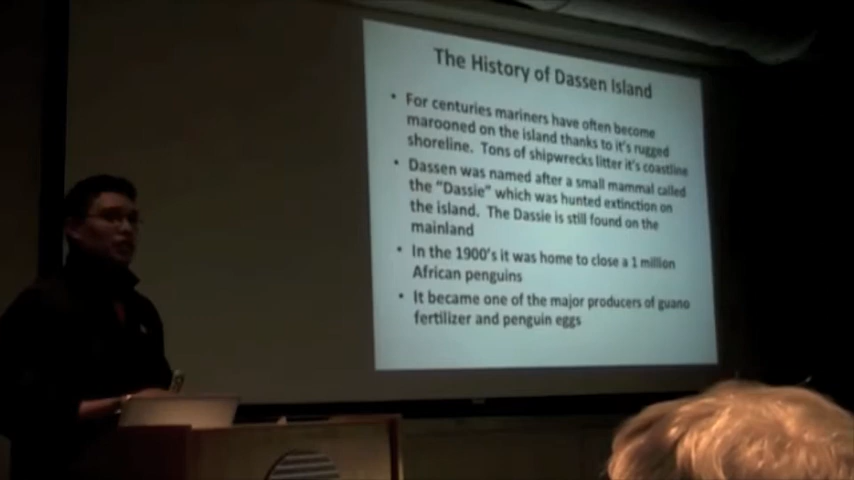 The History of Dassen Island
• For centuries mariners have often become
marooned on the island thanks to it's rugged
shoreline. Tons of shipwrecks litter it's coastline
• Dassen was named after a small mammal called
the "Dassie" which was hunted extinction on
the island. The Dassie is still found on the
mainland
• In the 1900's it was home to close a 1 million
African penguins
• It became one of the major producers of guano
fertilizer and penguin eggs